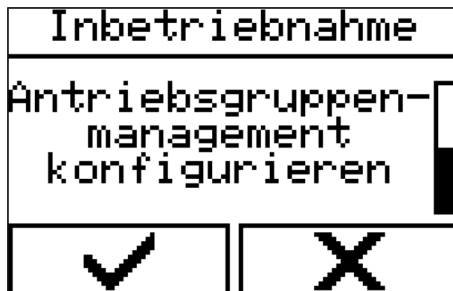 Inbetriebnahme
Antriebsgruppen-
management
konfigurieren